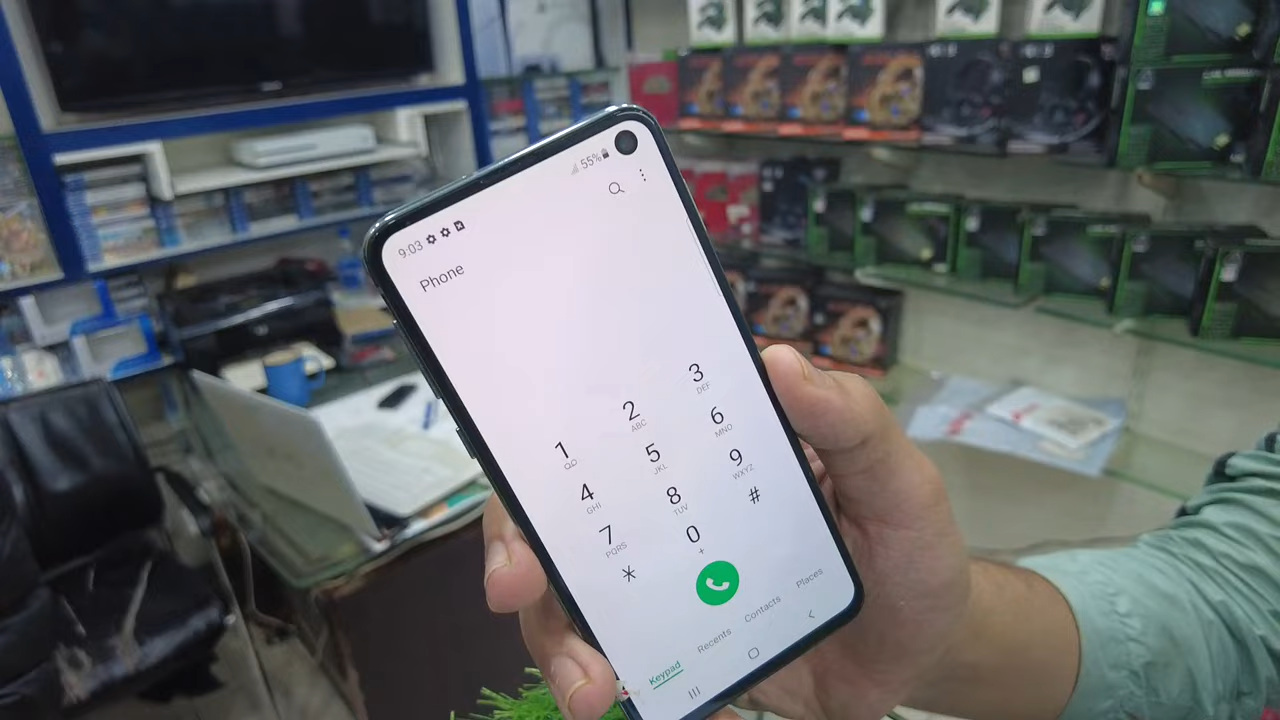 9:03
55%
Phone
1
2 ABC
3 DEF
4 GHI
5 JKL
6 MNO
7 PQRS
8 TUV
9 WXYZ
*
0 +
#
Keypad Recents Contacts Places